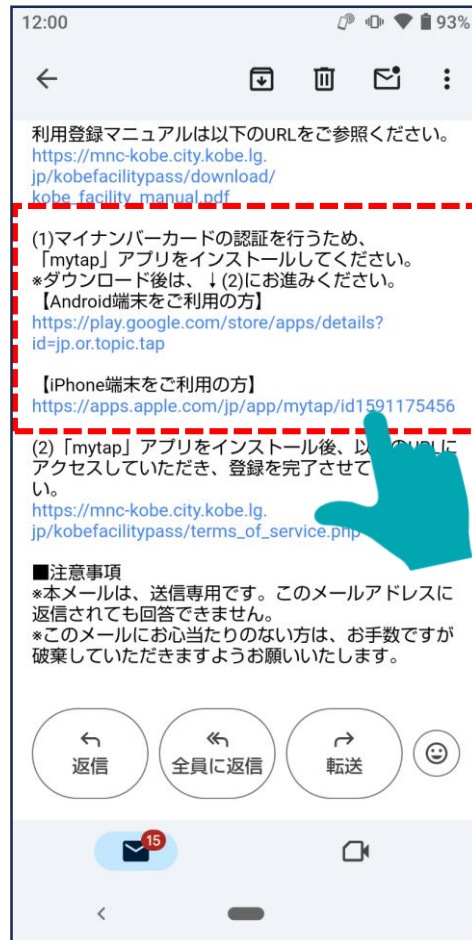 12:00
93%
利用登録マニュアルは以下のURLをご参照ください。
https://mnc-kobe.city.kobe.lg.
jp/kobefacilitypass/download/
kobe_facility_manual.pdf
(1)マイナンバーカードの認証を行うため、
「mytap」アプリをインストールしてください。
*ダウンロード後は、↓(2)にお進みください。
【Android端末をご利用の方】
https://play.google.com/store/apps/details?
id=jp.or.topic.tap
【iPhone端末をご利用の方】
https://apps.apple.com/jp/app/mytap/id1591175456
(2)「mytap」アプリをインストール後、以 のURLに
アクセスしていただき、登録を完了させて
い。
https://mnc-kobe.city.kobe.lg.
jp/kobefacilitypass/terms_of_service.php
■注意事項
*本メールは、送信専用です。このメールアドレスに
返信されても回答できません。
*このメールにお心当たりのない方は、お手数ですが
破棄していただきますようお願いいたします。
返信
全員に返信
転送
15